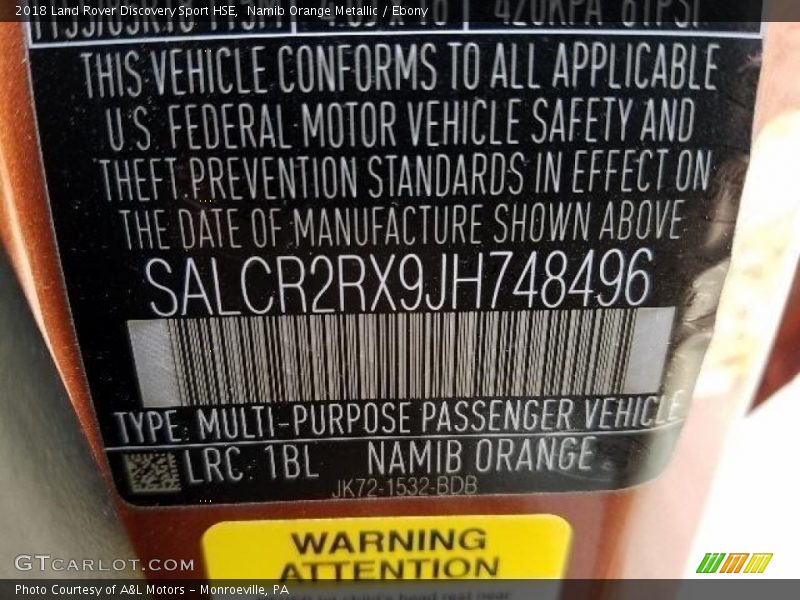 2018 Land Rover Discovery Sport HSE, Namib Orange Metallic / Ebony
420KPA 61PSI
THIS VEHICLE CONFORMS TO ALL APPLICABLE
U.S. FEDERAL MOTOR VEHICLE SAFETY AND
THEFT PREVENTION STANDARDS IN EFFECT ON
THE DATE OF MANUFACTURE SHOWN ABOVE
SALCR2RX9JH748496
TYPE: MULTI-PURPOSE PASSENGER VEHICLE
LRC: 1BL NAMIB ORANGE
JK72-1532-BDB
WARNING
ATTENTION
GTCARLOT.COM
Photo Courtesy of A&L Motors - Monroeville, PA